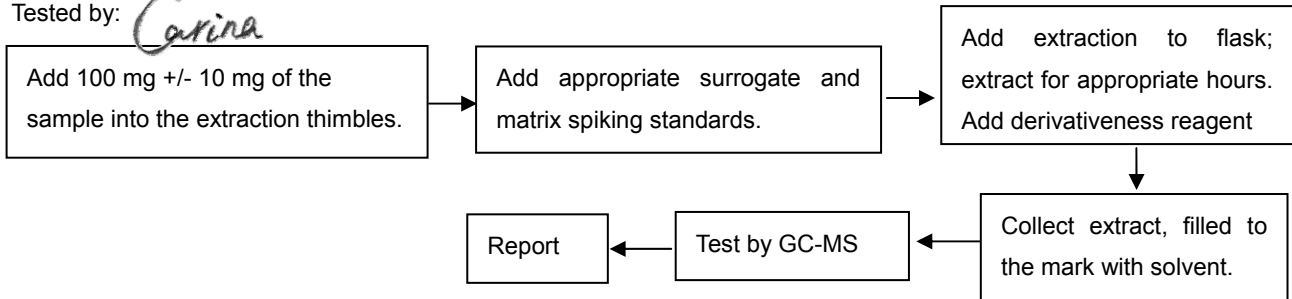 Tested by: Carina
Add 100 mg +/- 10 mg of the
sample into the extraction thimbles.
Add appropriate surrogate and
matrix spiking standards.
Add extraction to flask;
extract for appropriate hours.
Add derivativeness reagent
Collect extract, filled to
the mark with solvent.
Test by GC-MS
Report